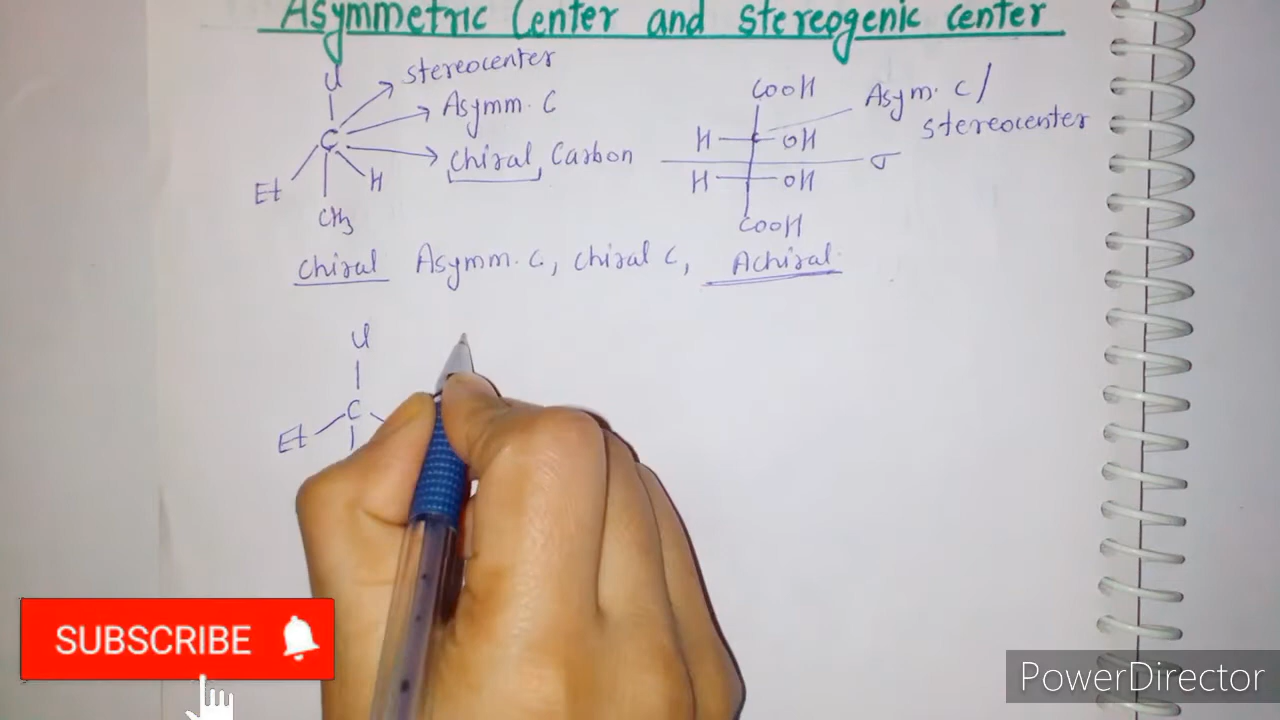 Asymmetric Center and stereogenic center
Cl
stereocenter
Asymm. C
Chiral Carbon
C
Et
H
CH3
COOH
H OH
σ
H OH
COOH
Asym. C/
stereocenter
Chiral Asymm. C, Chiral C, Achiral.
Cl
C
Et
SUBSCRIBE
PowerDirector